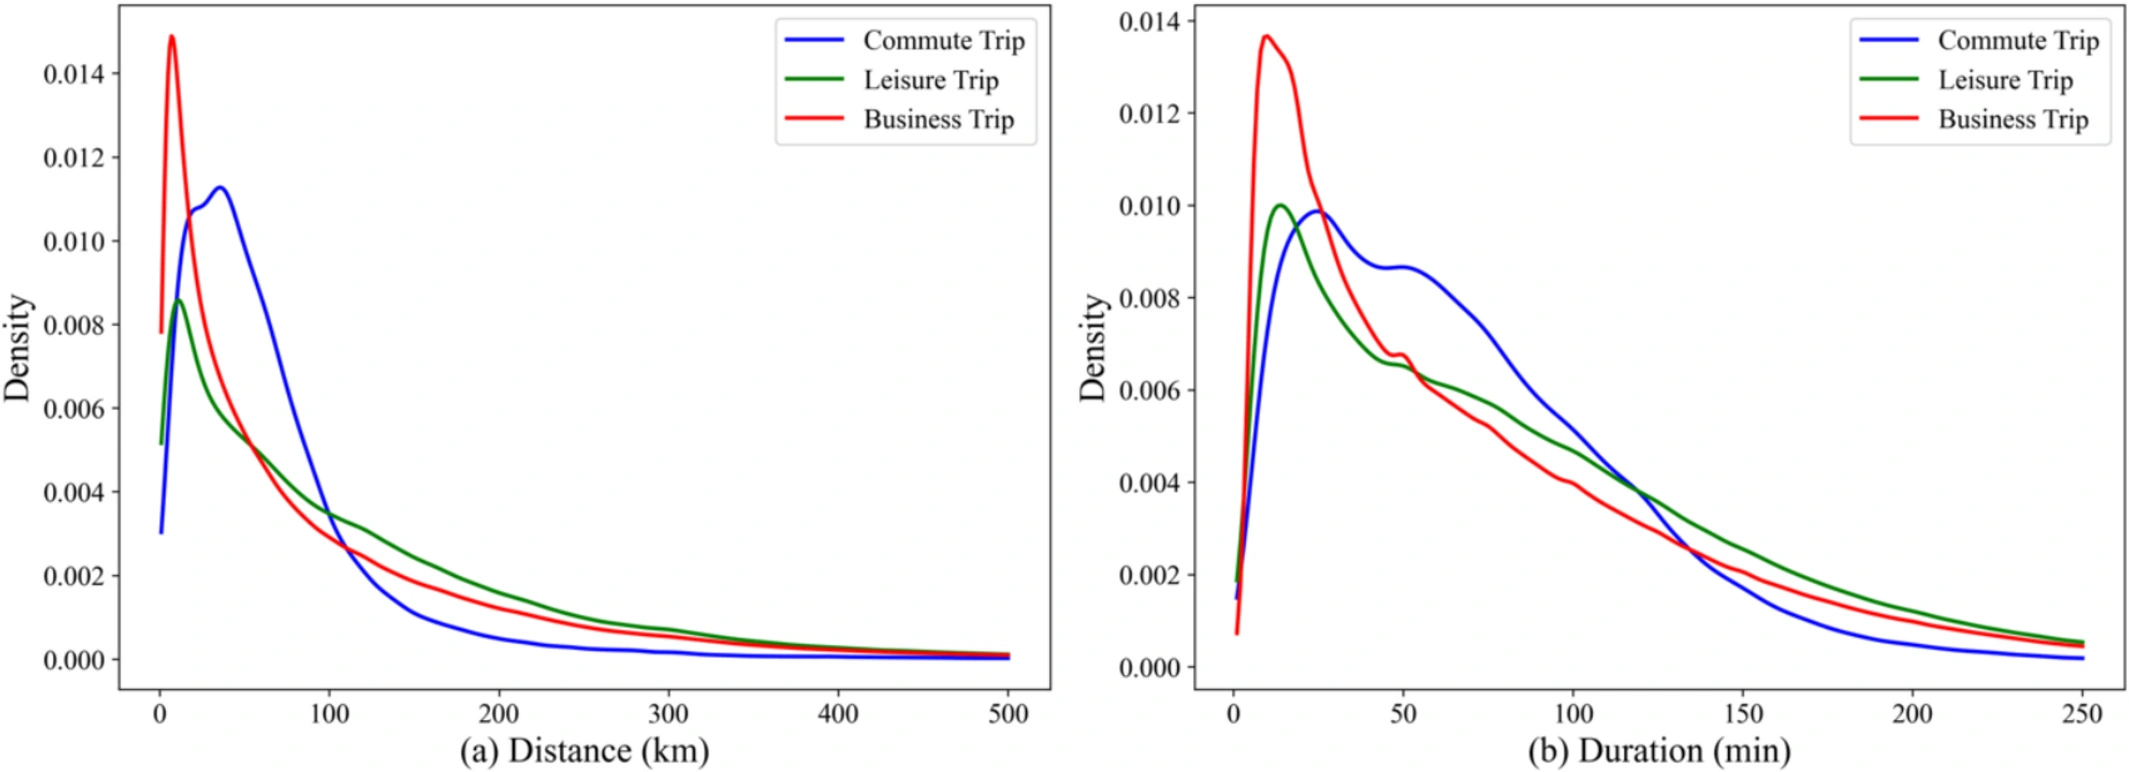 Commute Trip
Leisure Trip
Business Trip
0.014
0.012
0.010
0.008
0.006
0.004
0.002
0.000
Density
0 100 200 300 400 500
(a) Distance (km)
Commute Trip
Leisure Trip
Business Trip
0.014
0.012
0.010
0.008
0.006
0.004
0.002
0.000
Density
0 50 100 150 200 250
(b) Duration (min)